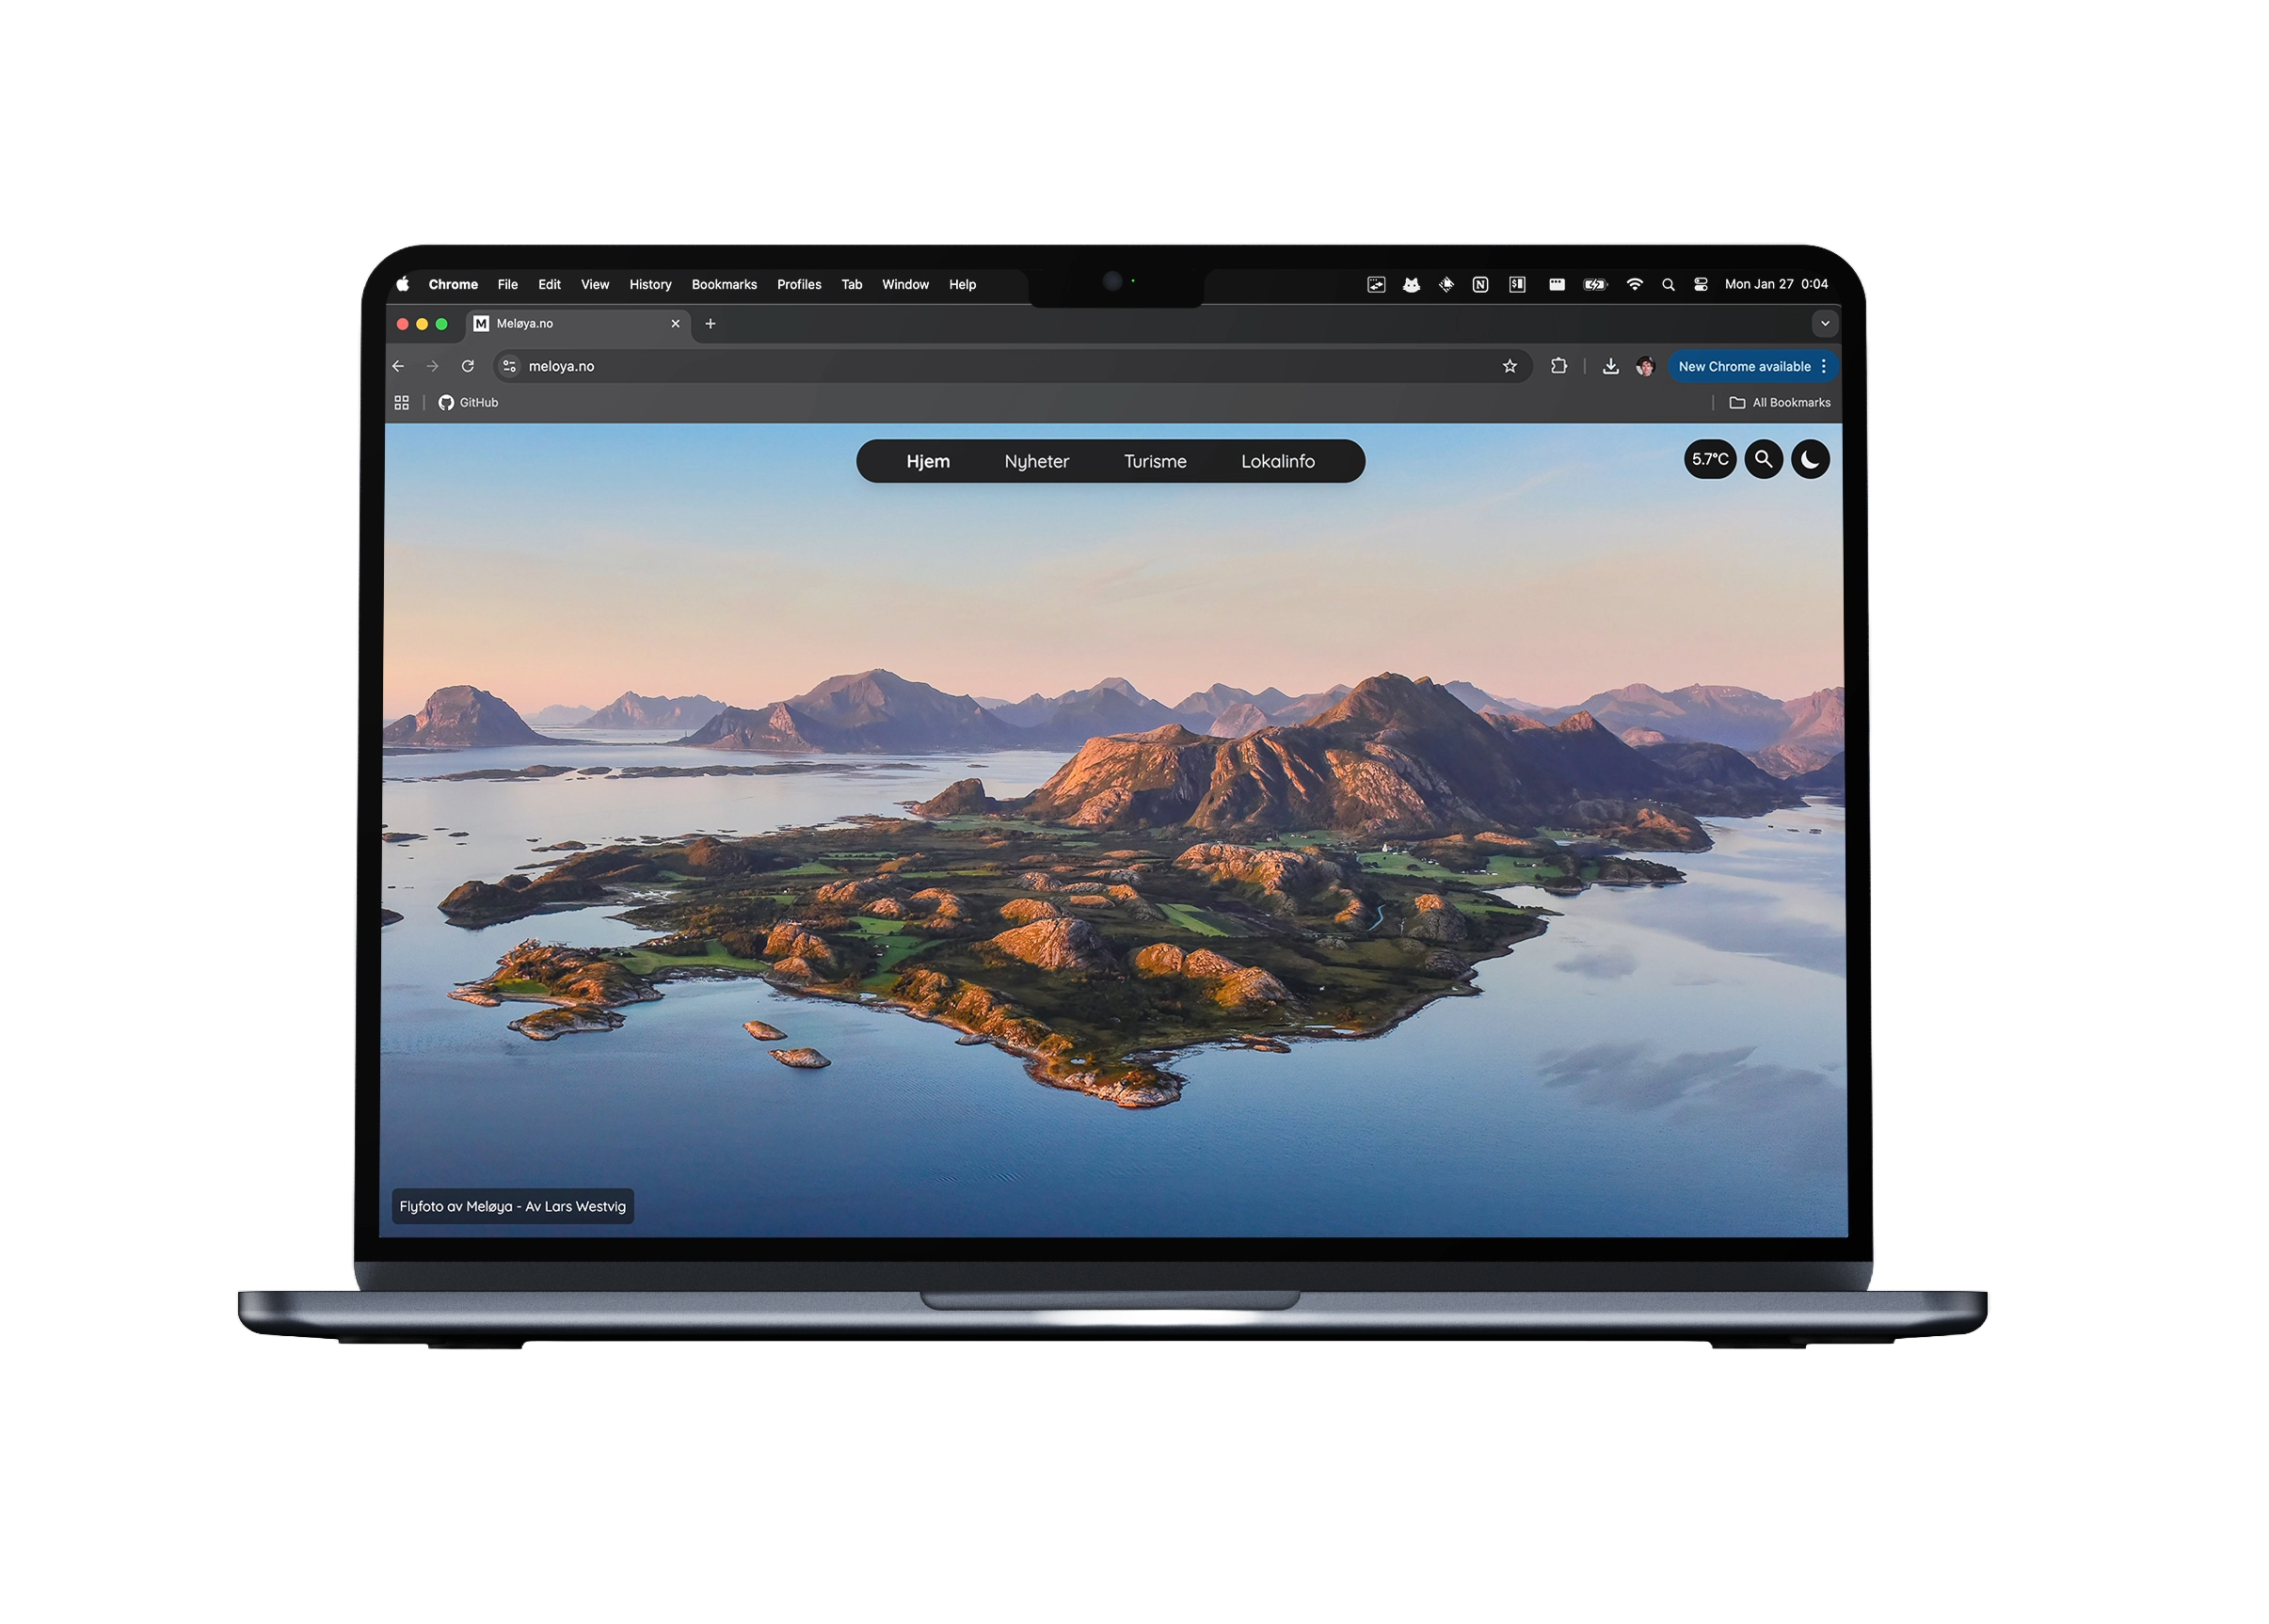 Chrome File Edit View History Bookmarks Profiles Tab Window Help N $ Mon Jan 27 0:04
M Meløya.no
meloya.no New Chrome available
GitHub All Bookmarks
Hjem Nyheter Turisme Lokalinfo 5.7°C
Flyfoto av Meløya - Av Lars Westvig